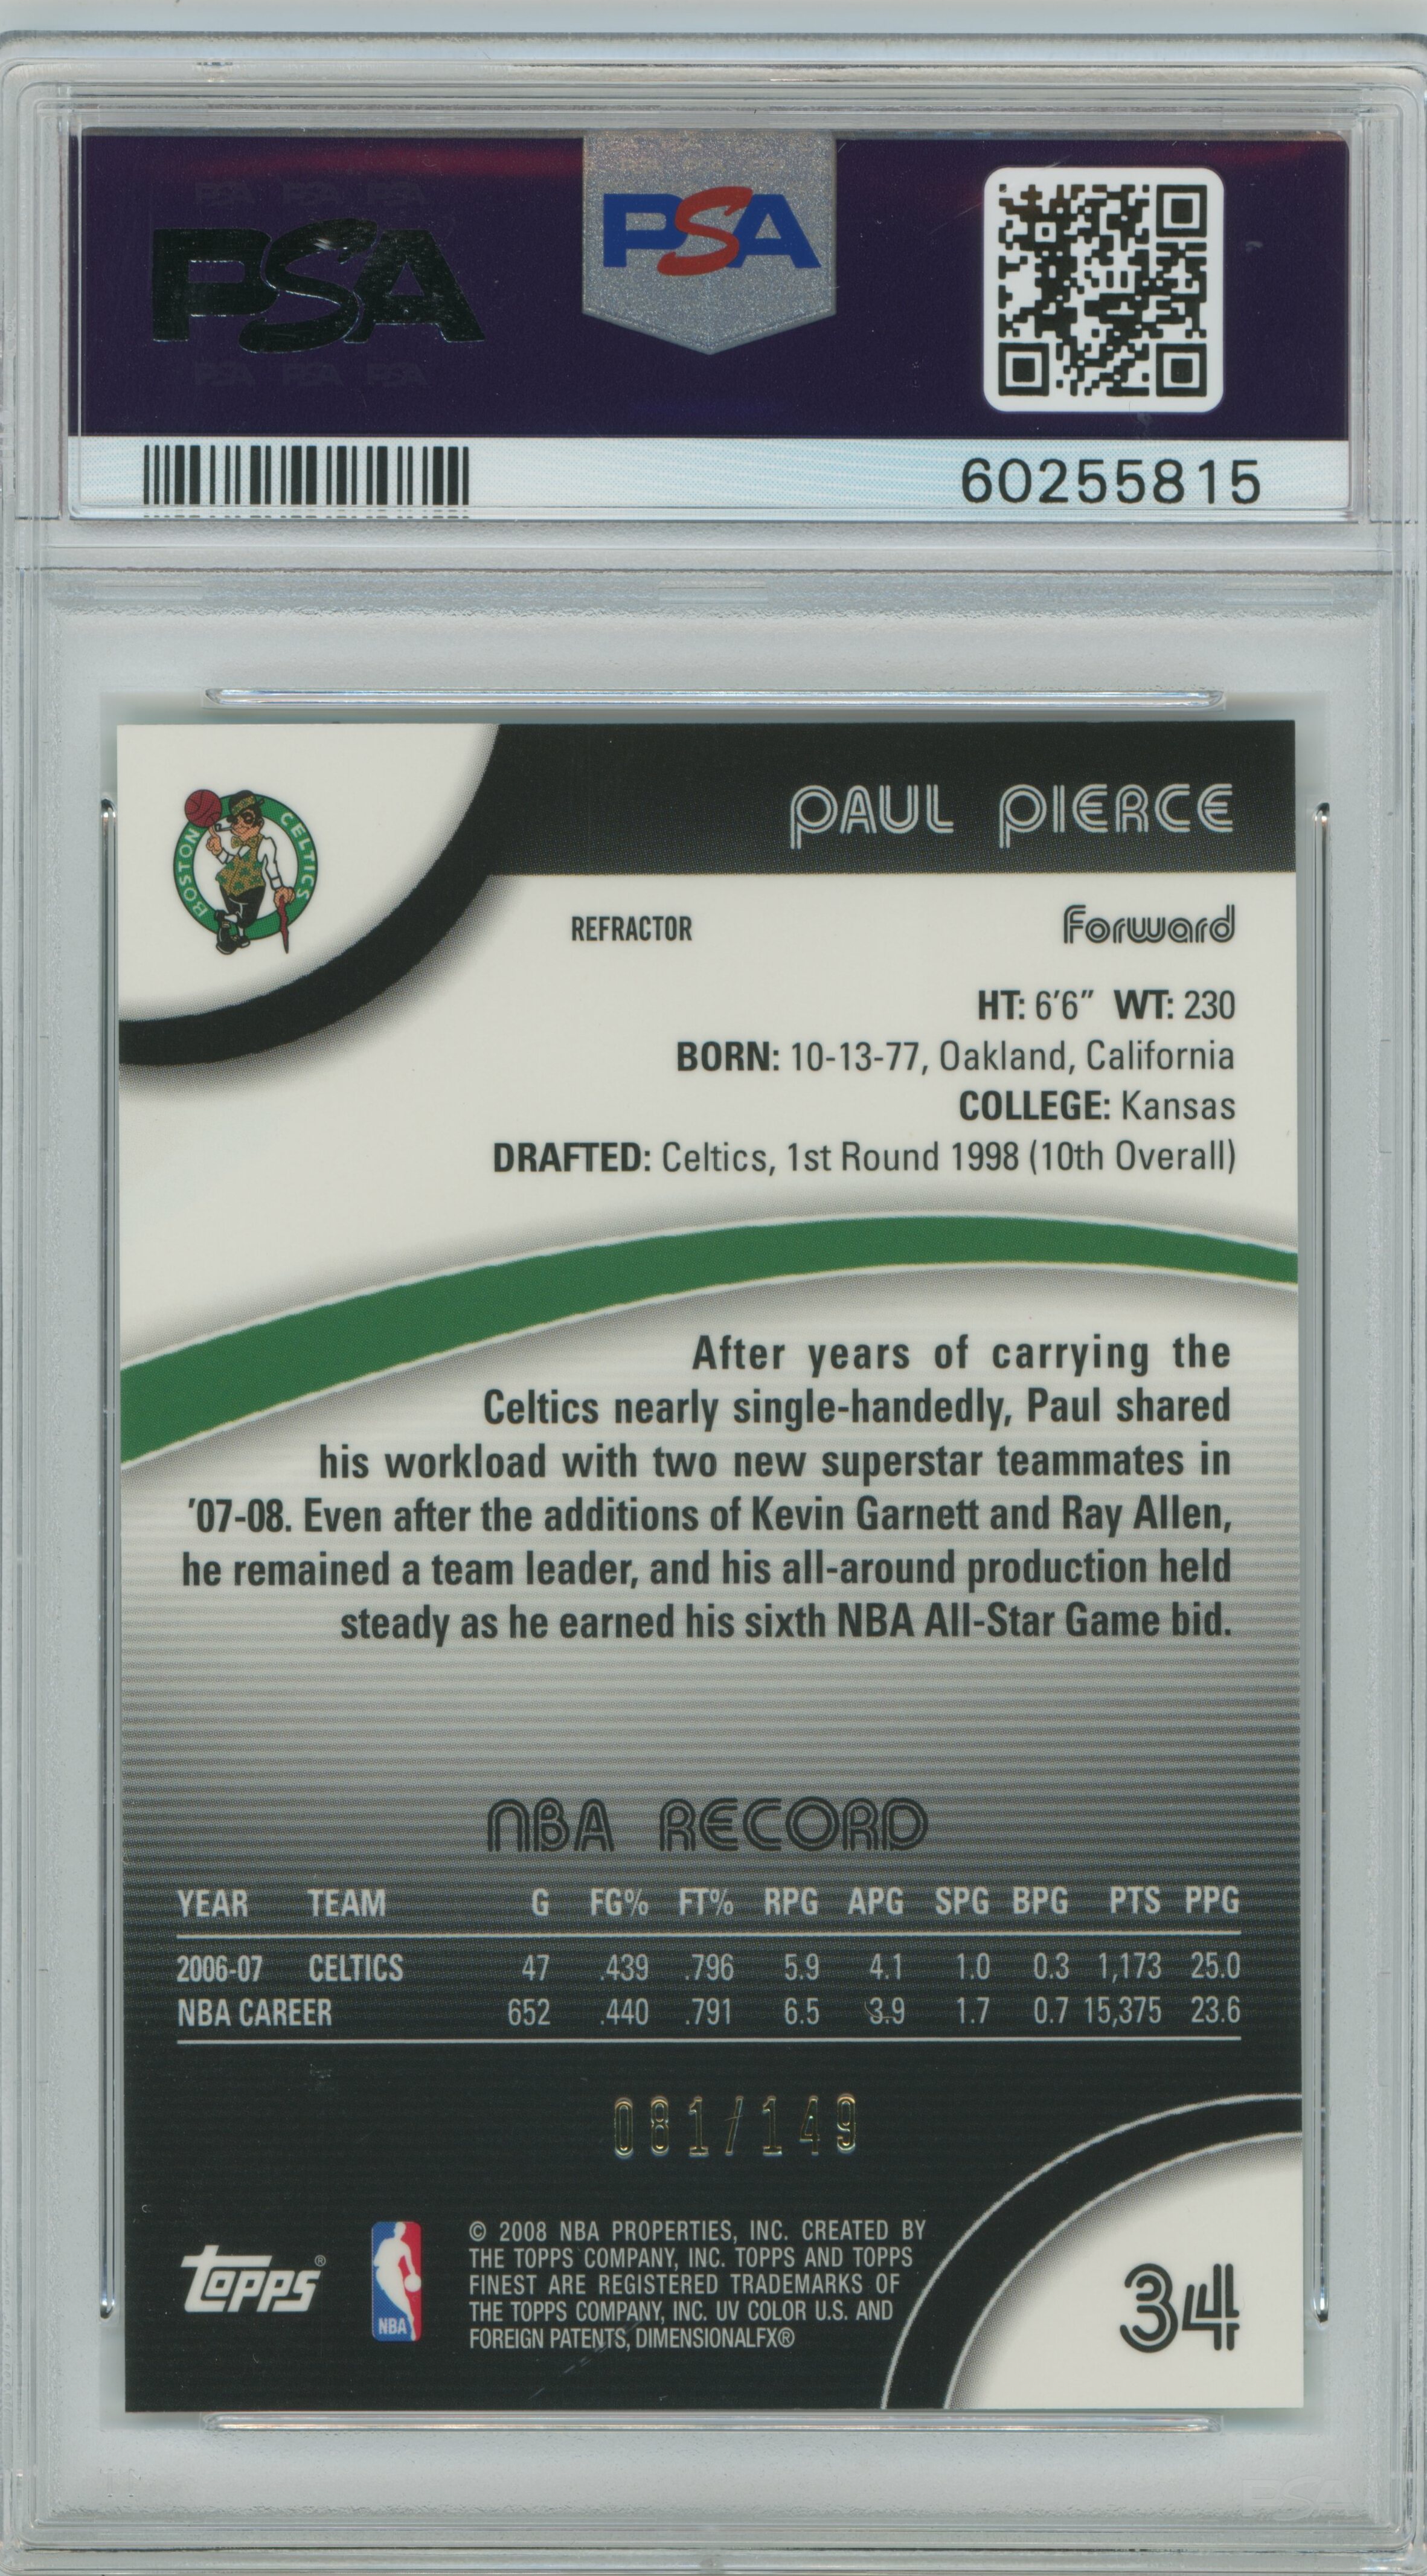 PSA PSA PSA
PSA
PSA PSA PSA
PSA
60255815
BOSTON CELTICS
PAUL PIERCE
REFRACTOR
Forward
HT: 6'6" WT: 230
BORN: 10-13-77, Oakland, California
COLLEGE: Kansas
DRAFTED: Celtics, 1st Round 1998 (10th Overall)
After years of carrying the
Celtics nearly single-handedly, Paul shared
his workload with two new superstar teammates in
'07-08. Even after the additions of Kevin Garnett and Ray Allen,
he remained a team leader, and his all-around production held
steady as he earned his sixth NBA All-Star Game bid.
NBA RECORD
YEAR TEAM G FG% FT% RPG APG SPG BPG PTS PPG
2006-07 CELTICS 47 .439 .796 5.9 4.1 1.0 0.3 1,173 25.0
NBA CAREER 652 .440 .791 6.5 3.9 1.7 0.7 15,375 23.6
081/149
© 2008 NBA PROPERTIES, INC. CREATED BY
THE TOPPS COMPANY, INC. TOPPS AND TOPPS
FINEST ARE REGISTERED TRADEMARKS OF
THE TOPPS COMPANY, INC. UV COLOR U.S. AND
FOREIGN PATENTS, DIMENSIONALFX®
Topps®
NBA
34
PSA